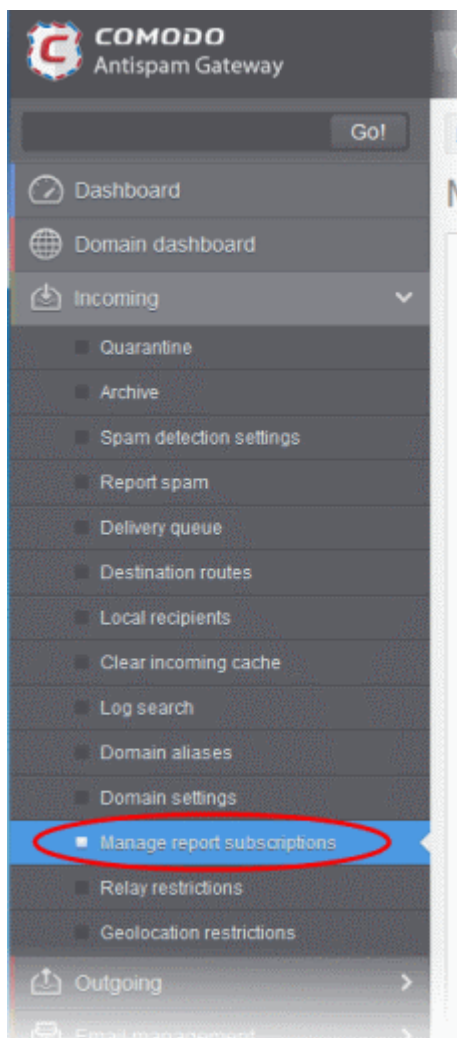 COMODO
Antispam Gateway
Go!
Dashboard
Domain dashboard
Incoming
Quarantine
Archive
Spam detection settings
Report spam
Delivery queue
Destination routes
Local recipients
Clear incoming cache
Log search
Domain aliases
Domain settings
Manage report subscriptions
Relay restrictions
Geolocation restrictions
Outgoing
Email management